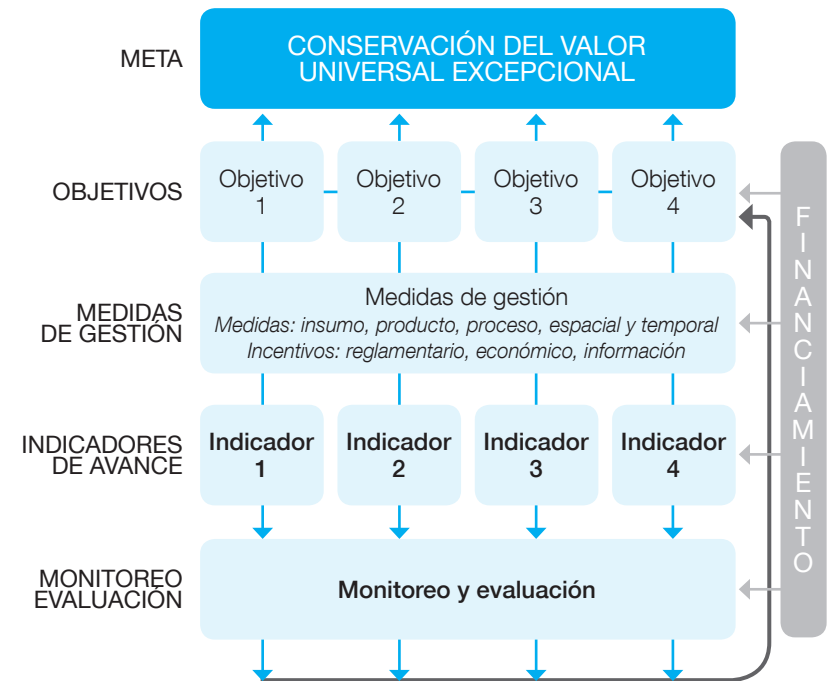 META
CONSERVACIÓN DEL VALOR
UNIVERSAL EXCEPCIONAL
OBJETIVOS
Objetivo
1
Objetivo
2
Objetivo
3
Objetivo
4
MEDIDAS
DE GESTIÓN
Medidas de gestión
Medidas: insumo, producto, proceso, espacial y temporal
Incentivos: reglamentario, económico, información
INDICADORES
DE AVANCE
Indicador
1
Indicador
2
Indicador
3
Indicador
4
MONITOREO
EVALUACIÓN
Monitoreo y evaluación
FINANCIAMIENTO